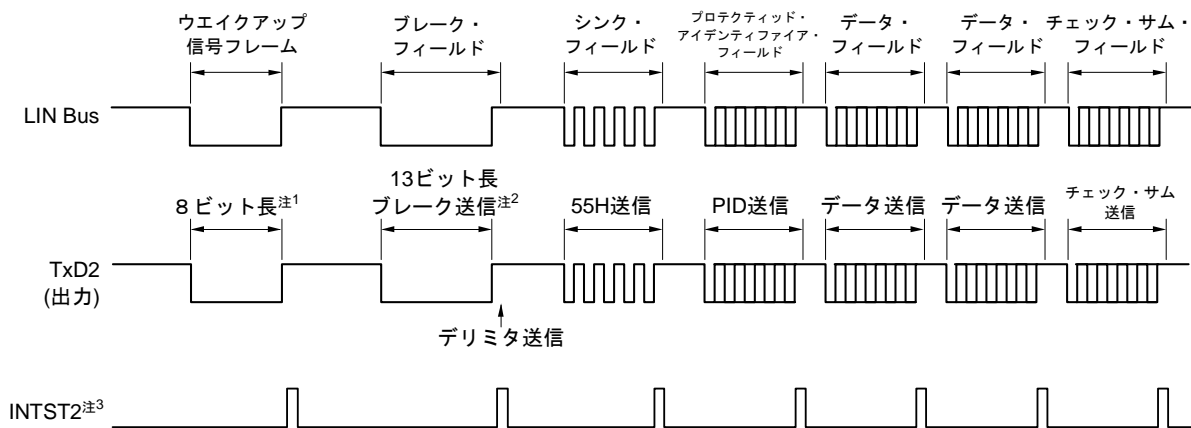 ウエイクアップ
信号フレーム
ブレーク・
フィールド
シンク・
フィールド
プロテクティッド・
アイデンティファイア・
フィールド
データ・
フィールド
データ・
フィールド
チェック・サム・
フィールド
LIN Bus
8 ビット長注1
13ビット長
ブレーク送信注2
55H送信
PID送信
データ送信
データ送信
チェック・サム
送信
TxD2
(出力)
デリミタ送信
INTST2注3